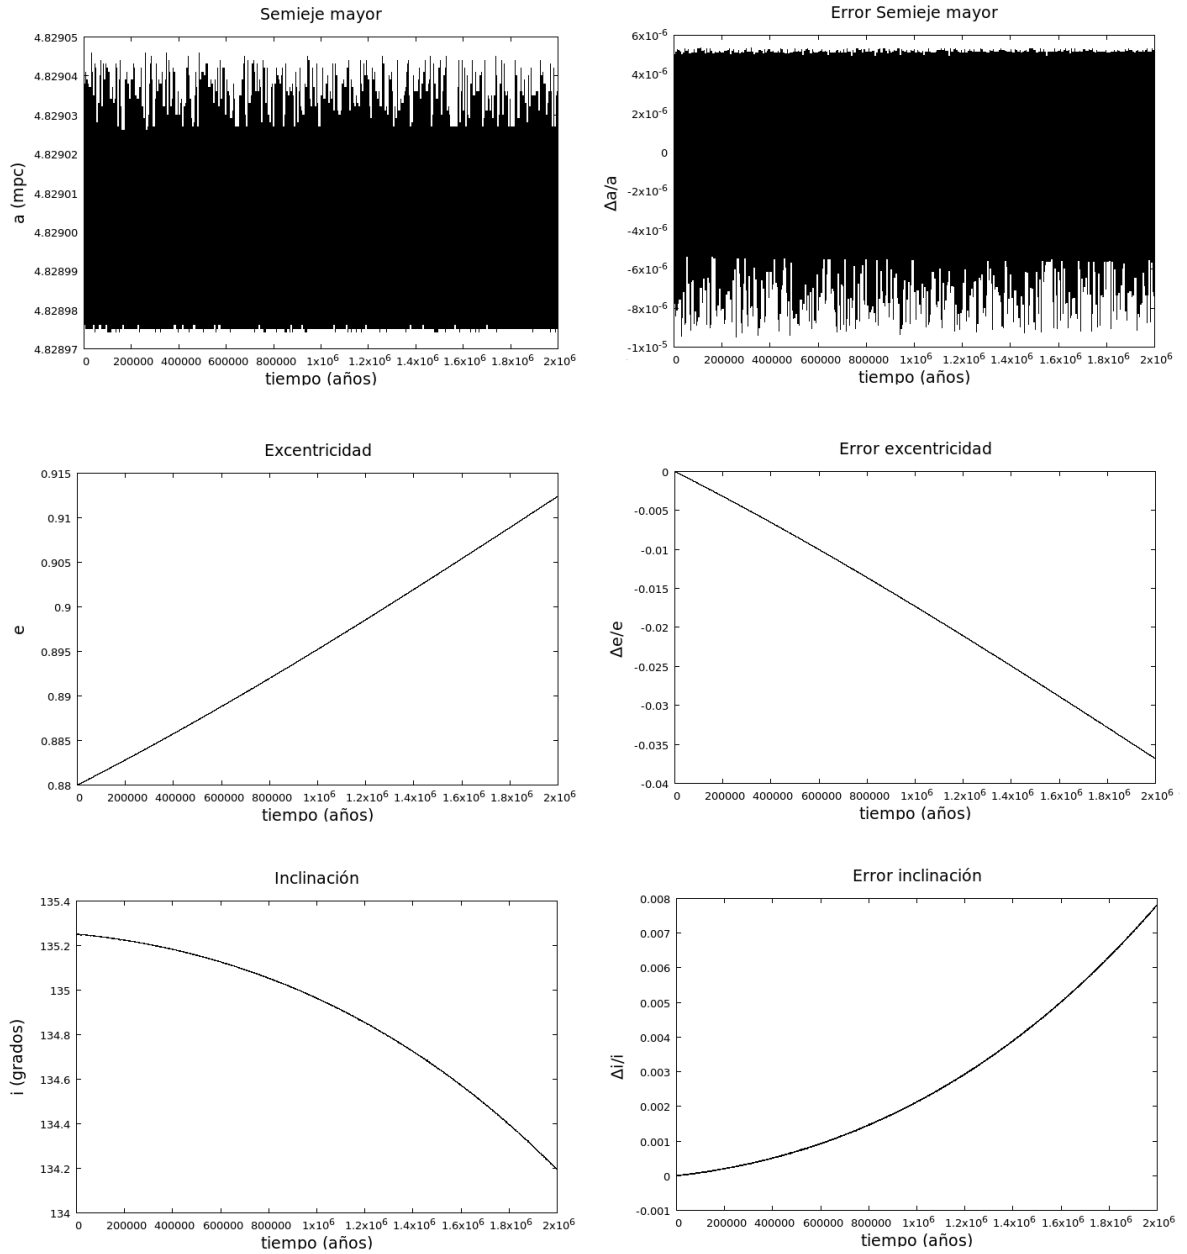 Semieje mayor
4.82905
4.82904
4.82903
4.82902
4.82901
4.82900
4.82899
4.82898
4.82897
a (mpc)
0 200000 400000 600000 800000 1x10^6 1.2x10^6 1.4x10^6 1.6x10^6 1.8x10^6 2x10^6
tiempo (años)
Error Semieje mayor
6x10^-6
4x10^-6
2x10^-6
0
-2x10^-6
-4x10^-6
-6x10^-6
-8x10^-6
-1x10^-5
Δa/a
0 200000 400000 600000 800000 1x10^6 1.2x10^6 1.4x10^6 1.6x10^6 1.8x10^6 2x10^6
tiempo (años)
Excentricidad
0.915
0.91
0.905
0.9
0.895
0.89
0.885
0.88
e
0 200000 400000 600000 800000 1x10^6 1.2x10^6 1.4x10^6 1.6x10^6 1.8x10^6 2x10^6
tiempo (años)
Error excentricidad
0
-0.005
-0.01
-0.015
-0.02
-0.025
-0.03
-0.035
-0.04
Δe/e
0 200000 400000 600000 800000 1x10^6 1.2x10^6 1.4x10^6 1.6x10^6 1.8x10^6 2x10^6
tiempo (años)
Inclinación
135.4
135.2
135
134.8
134.6
134.4
134.2
134
i (grados)
0 200000 400000 600000 800000 1x10^6 1.2x10^6 1.4x10^6 1.6x10^6 1.8x10^6 2x10^6
tiempo (años)
Error inclinación
0.008
0.007
0.006
0.005
0.004
0.003
0.002
0.001
0
-0.001
Δi/i
0 200000 400000 600000 800000 1x10^6 1.2x10^6 1.4x10^6 1.6x10^6 1.8x10^6 2x10^6
tiempo (años)